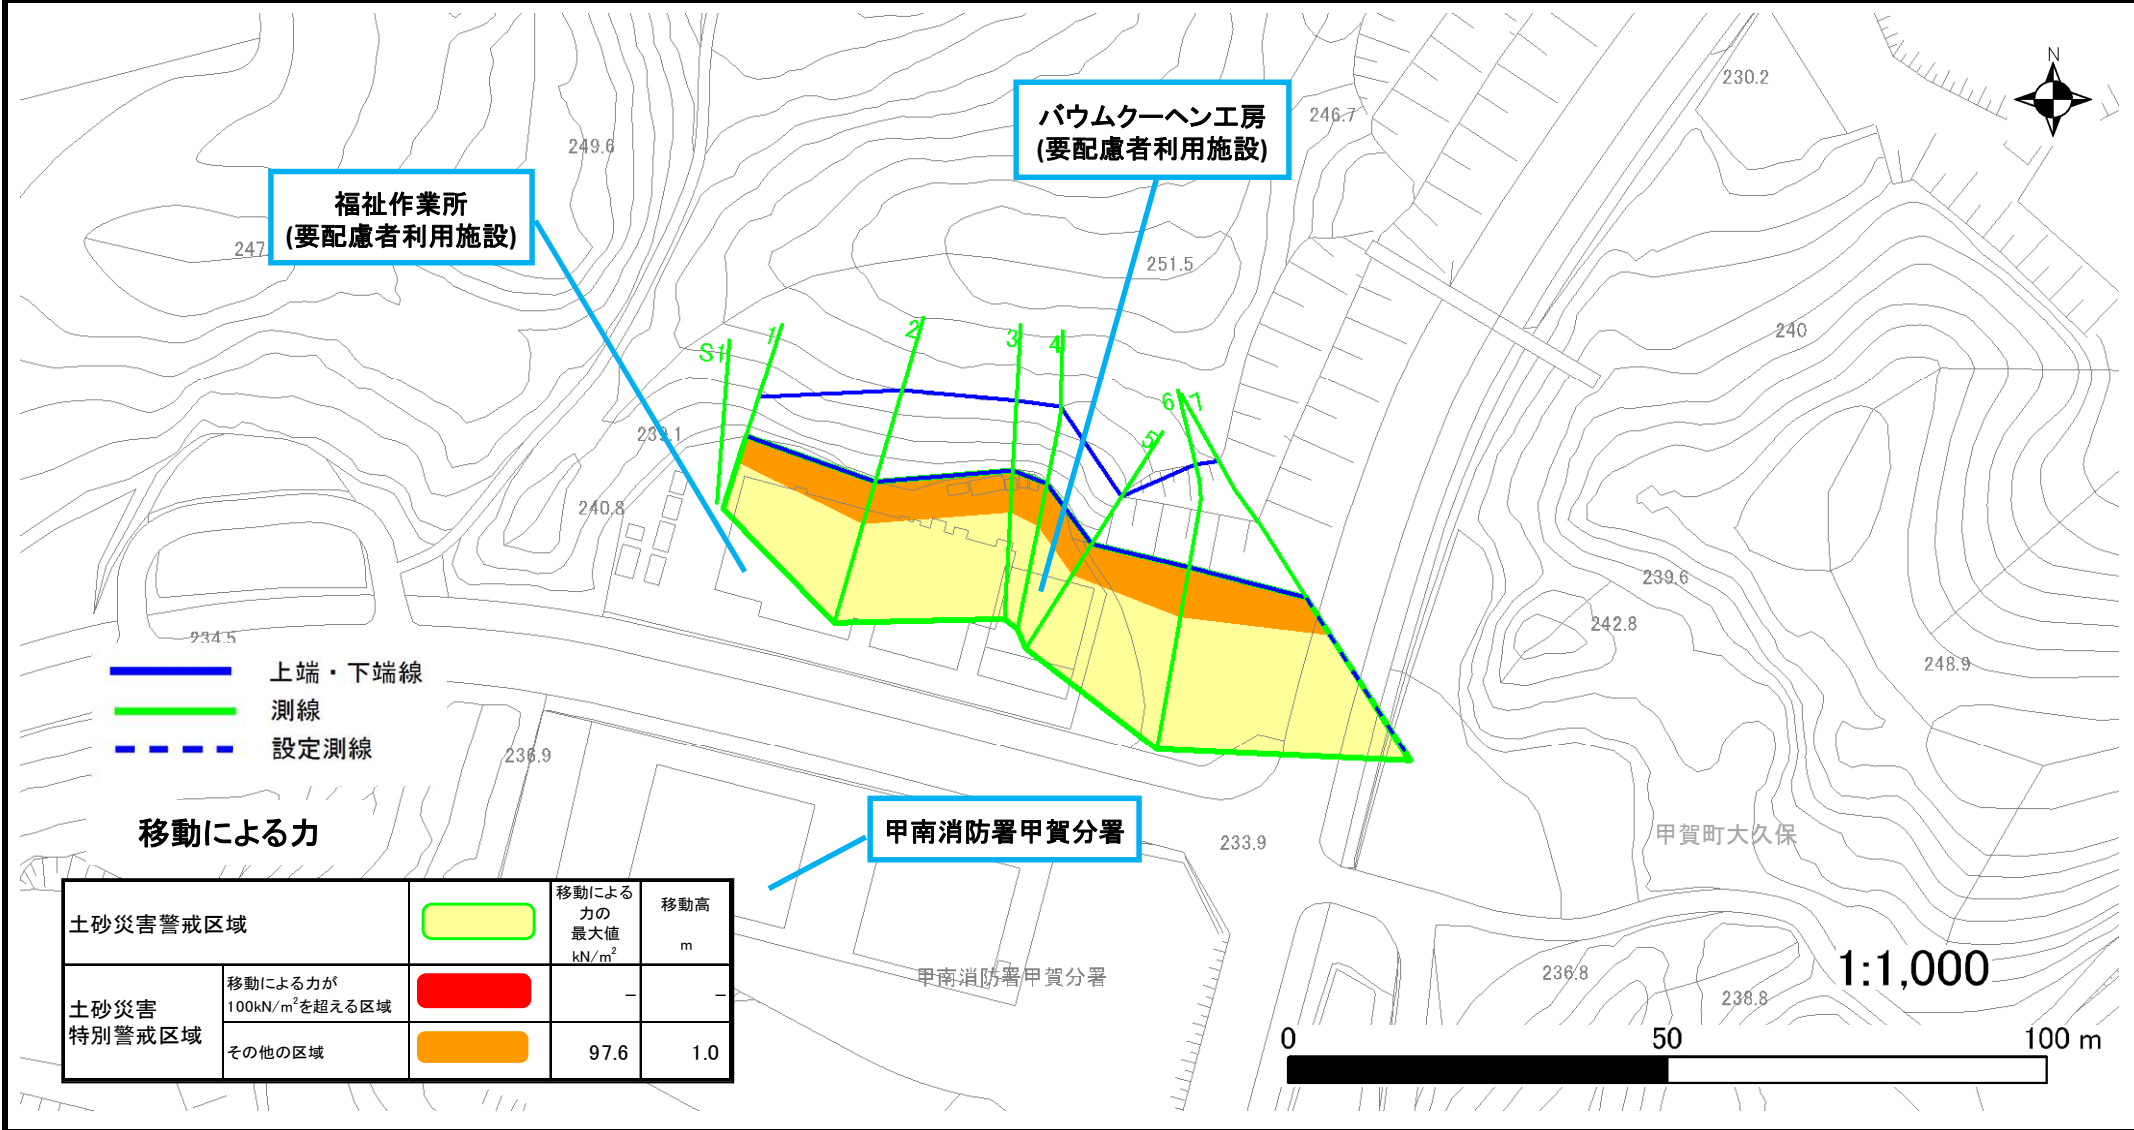 N
230.2
バウムクーヘン工房
(要配慮者利用施設)
246.7
249.6
福祉作業所
(要配慮者利用施設)
247
251.5
240
S1
1
2
3
4
6
7
5
239.1
240.8
239.6
242.8
234.5
248.9
上端・下端線
測線
設定測線
236.9
移動による力
甲南消防署甲賀分署
233.9
甲賀町大久保
土砂災害警戒区域
移動による
力の
最大値
kN/m²
移動高
m
土砂災害
特別警戒区域
移動による力が
100kN/m²を超える区域
－
－
その他の区域
97.6
1.0
甲南消防署甲賀分署
236.8
238.8
1:1,000
0
50
100 m